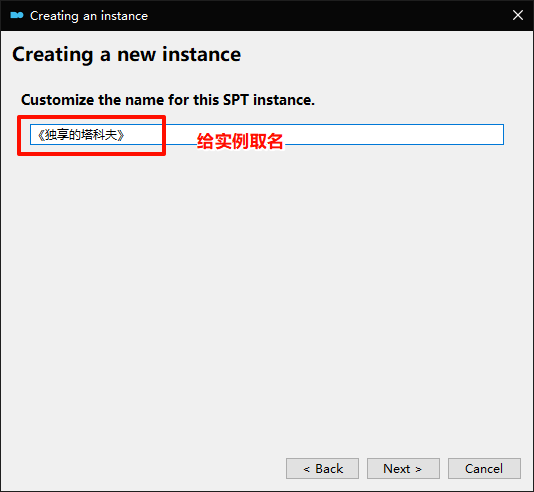 Creating an instance
Creating a new instance
Customize the name for this SPT instance.
《独享的塔科夫》
给实例取名
< Back
Next >
Cancel